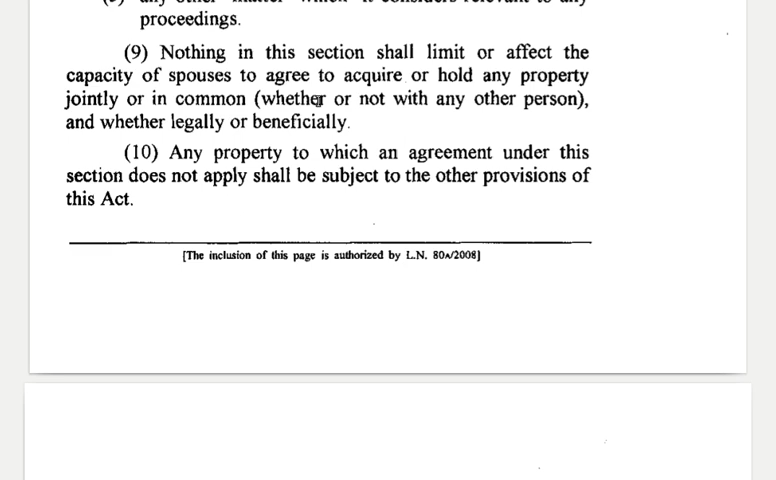 proceedings.
(9) Nothing in this section shall limit or affect the
capacity of spouses to agree to acquire or hold any property
jointly or in common (whether or not with any other person),
and whether legally or beneficially.
(10) Any property to which an agreement under this
section does not apply shall be subject to the other provisions of
this Act.
[The inclusion of this page is authorized by L.N. 80A/2008]